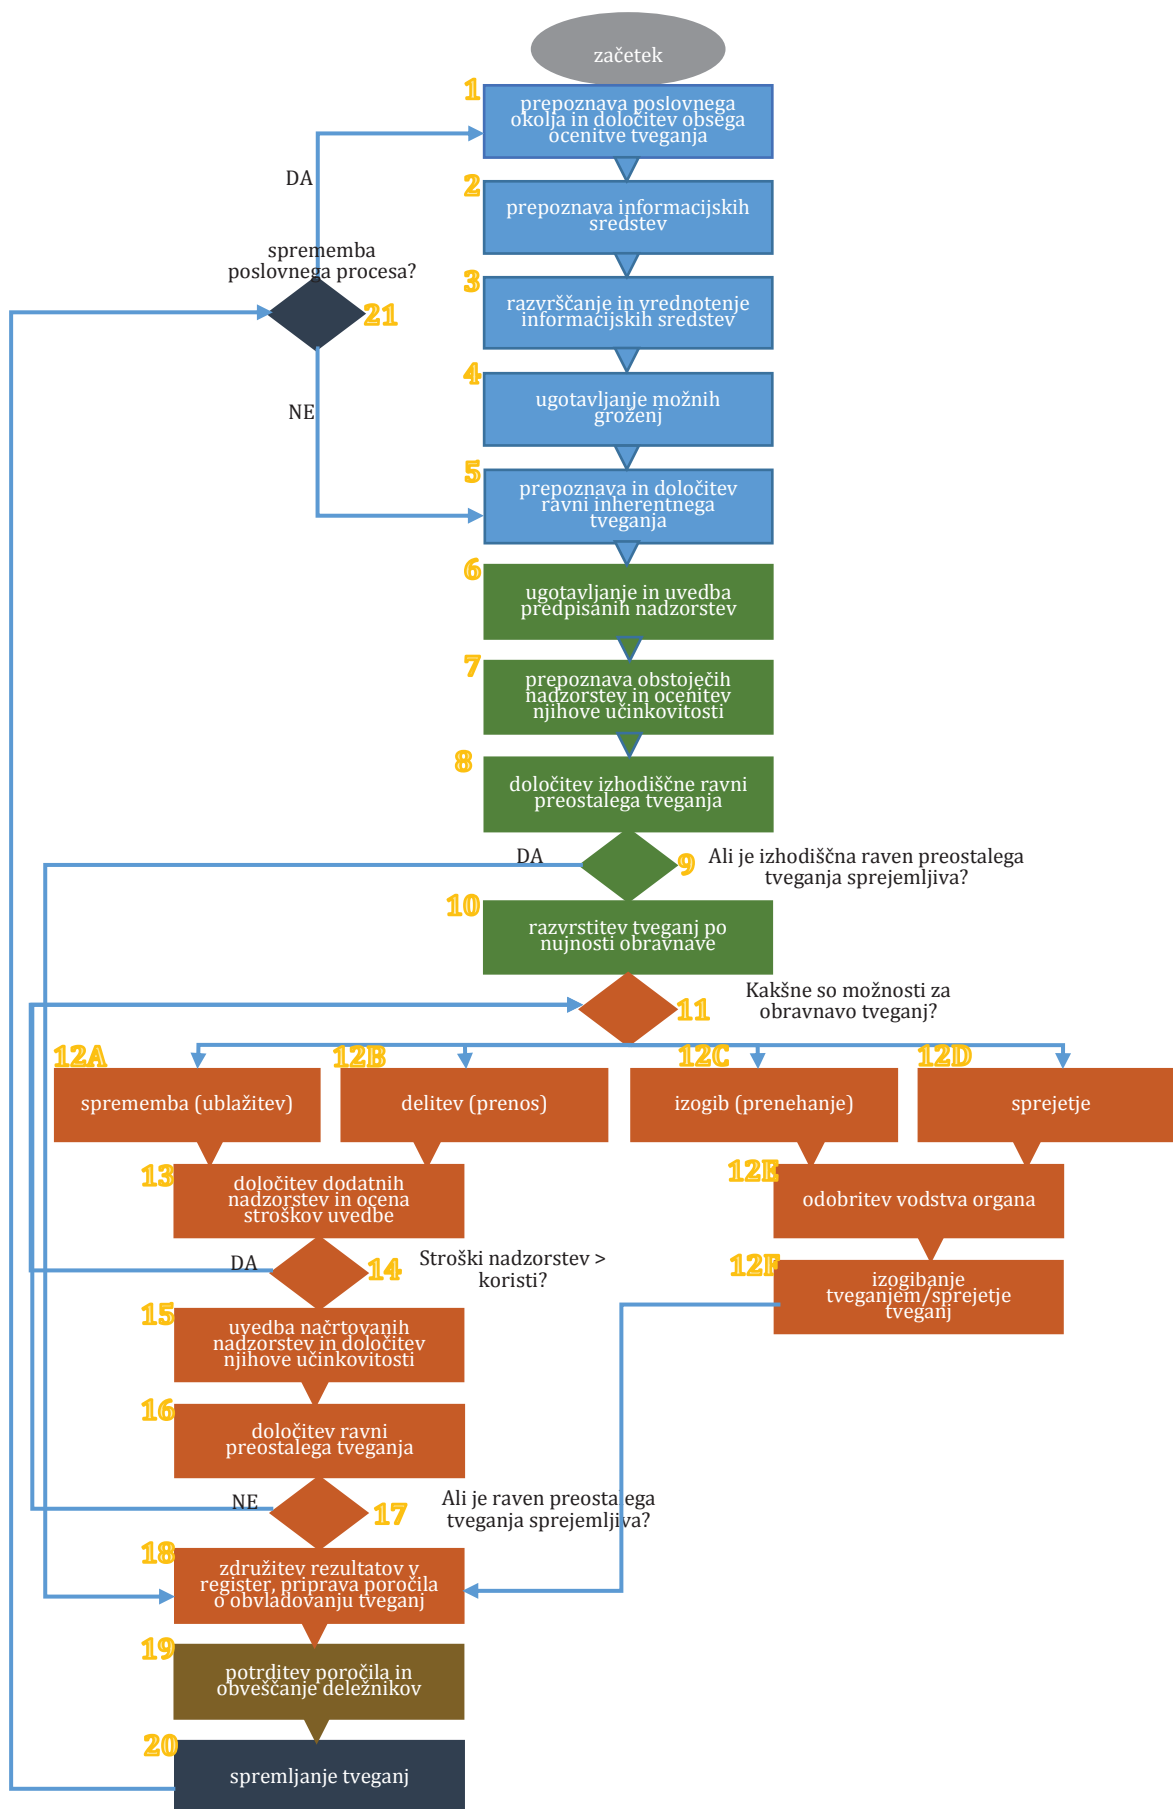 začetek
1
prepoznava poslovnega
okolja in določitev obsega
ocenitve tveganja
DA
2
prepoznava informacijskih
sredstev
sprememba
poslovnega procesa?
21
3
razvrščanje in vrednotenje
informacijskih sredstev
4
ugotavljanje možnih
groženj
NE
5
prepoznava in določitev
ravni inherentnega
tveganja
6
ugotavljanje in uvedba
predpisanih nadzorstev
7
prepoznava obstoječih
nadzorstev in ocenitev
njihove učinkovitosti
8
določitev izhodiščne ravni
preostalega tveganja
DA
9
Ali je izhodiščna raven preostalega
tveganja sprejemljiva?
10
razvrstitev tveganj po
nujnosti obravnave
11
Kakšne so možnosti za
obravnavo tveganj?
12A
sprememba (ublažitev)
12B
delitev (prenos)
12C
izogib (prenehanje)
12D
sprejetje
13
določitev dodatnih
nadzorstev in ocena
stroškov uvedbe
12E
odobritev vodstva organa
DA
14
Stroški nadzorstev >
koristi?
12F
izogibanje
tveganjem/sprejetje
tveganj
15
uvedba načrtovanih
nadzorstev in določitev
njihove učinkovitosti
16
določitev ravni
preostalega tveganja
NE
17
Ali je raven preostalega
tveganja sprejemljiva?
18
združitev rezultatov v
register, priprava poročila
o obvladovanju tveganj
19
potrditev poročila in
obveščanje deležnikov
20
spremljanje tveganj